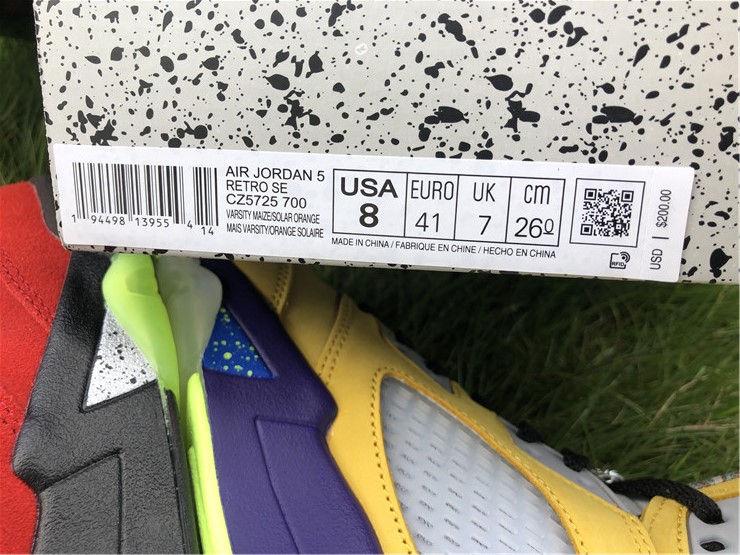 AIR JORDAN 5
RETRO SE
CZ5725 700
VARSITY MAIZE/SOLAR ORANGE
MAIS VARSITY/ORANGE SOLAIRE
1 94498 13955 4 14
USA
8
EURO
41
UK
7
cm
260
MADE IN CHINA / FABRIQUE EN CHINE / HECHO EN CHINA
RFID
USD | $200.00